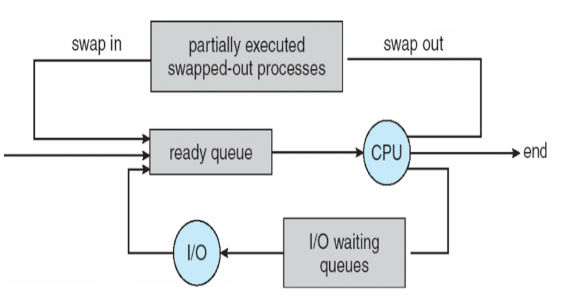 swap in
partially executed
swapped-out processes
swap out
ready queue
CPU
end
I/O
I/O waiting
queues